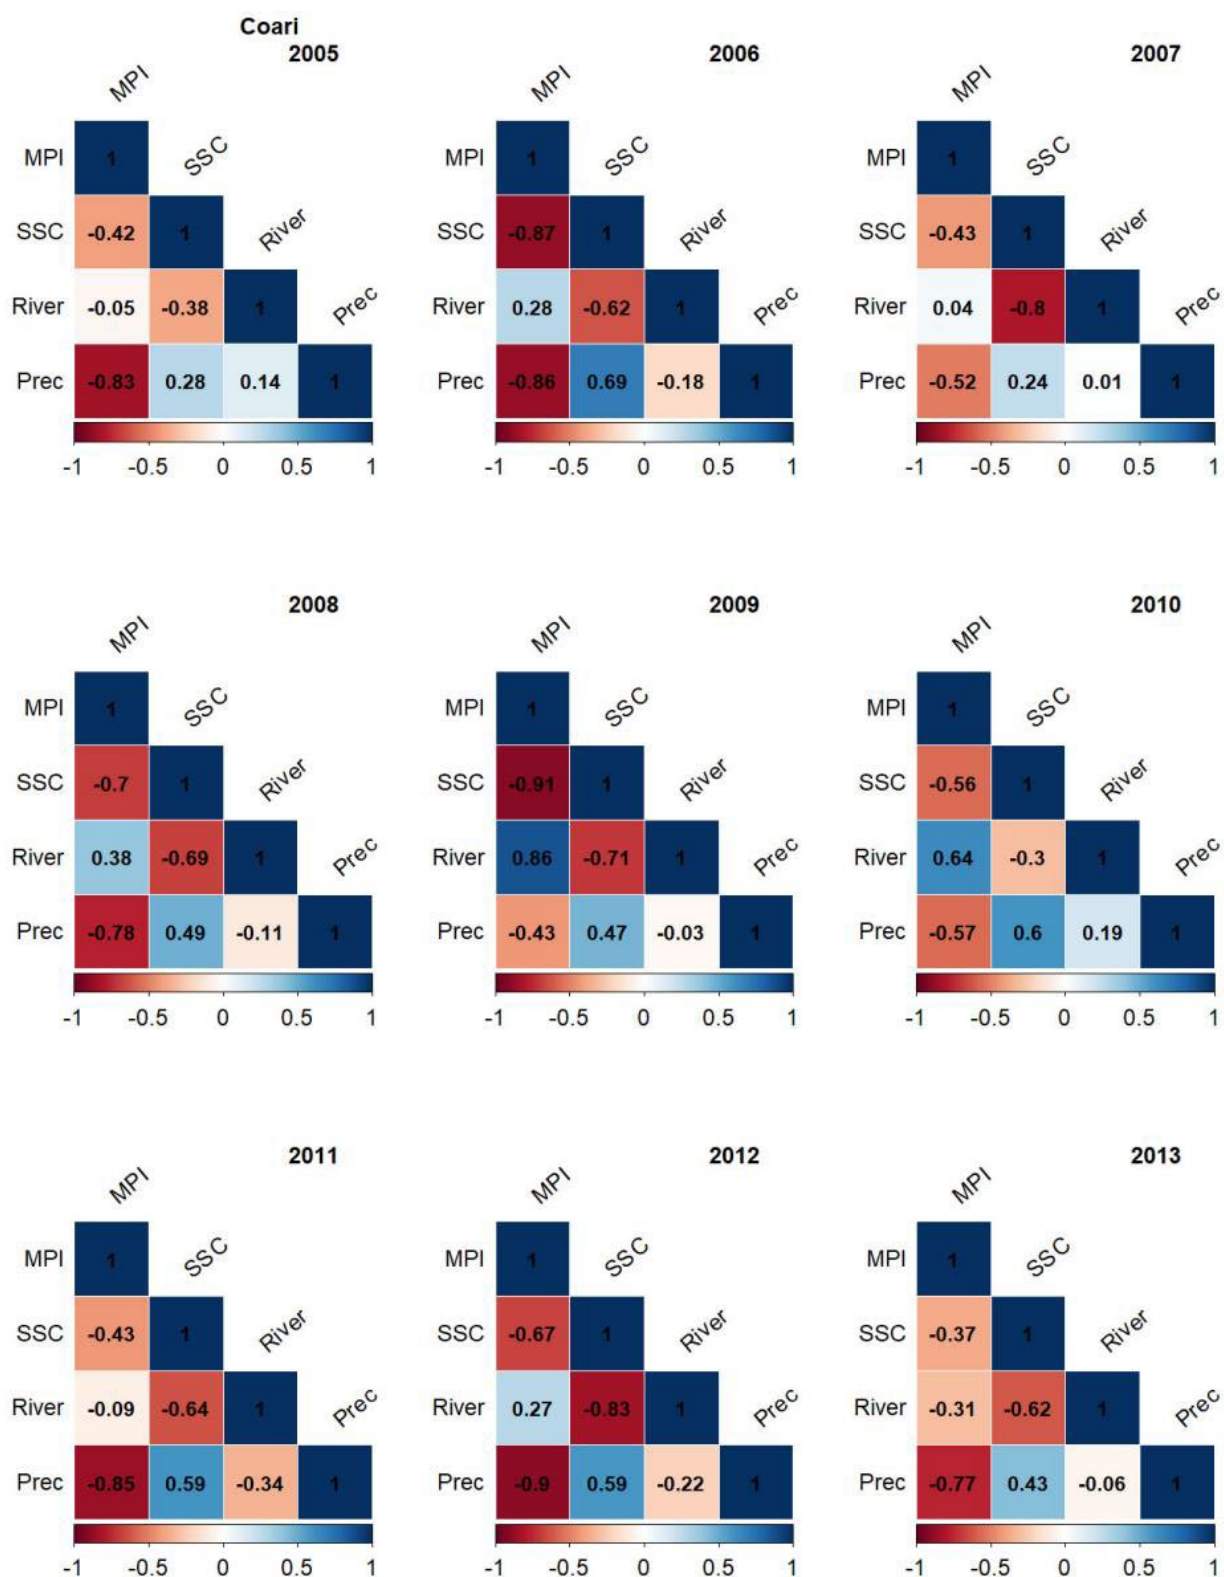 Coari
2005 2006 2007
MPI MPI MPI
MPI 1 SSC MPI 1 SSC MPI 1 SSC
SSC -0.42 1 River SSC -0.87 1 River SSC -0.43 1 River
River -0.05 -0.38 1 Prec River 0.28 -0.62 1 Prec River 0.04 -0.8 1 Prec
Prec -0.83 0.28 0.14 1 Prec -0.86 0.69 -0.18 1 Prec -0.52 0.24 0.01 1
-1 -0.5 0 0.5 1 -1 -0.5 0 0.5 1 -1 -0.5 0 0.5 1
2008 2009 2010
MPI MPI MPI
MPI 1 SSC MPI 1 SSC MPI 1 SSC
SSC -0.7 1 River SSC -0.91 1 River SSC -0.56 1 River
River 0.38 -0.69 1 Prec River 0.86 -0.71 1 Prec River 0.64 -0.3 1 Prec
Prec -0.78 0.49 -0.11 1 Prec -0.43 0.47 -0.03 1 Prec -0.57 0.6 0.19 1
-1 -0.5 0 0.5 1 -1 -0.5 0 0.5 1 -1 -0.5 0 0.5 1
2011 2012 2013
MPI MPI MPI
MPI 1 SSC MPI 1 SSC MPI 1 SSC
SSC -0.43 1 River SSC -0.67 1 River SSC -0.37 1 River
River -0.09 -0.64 1 Prec River 0.27 -0.83 1 Prec River -0.31 -0.62 1 Prec
Prec -0.85 0.59 -0.34 1 Prec -0.9 0.59 -0.22 1 Prec -0.77 0.43 -0.06 1
-1 -0.5 0 0.5 1 -1 -0.5 0 0.5 1 -1 -0.5 0 0.5 1